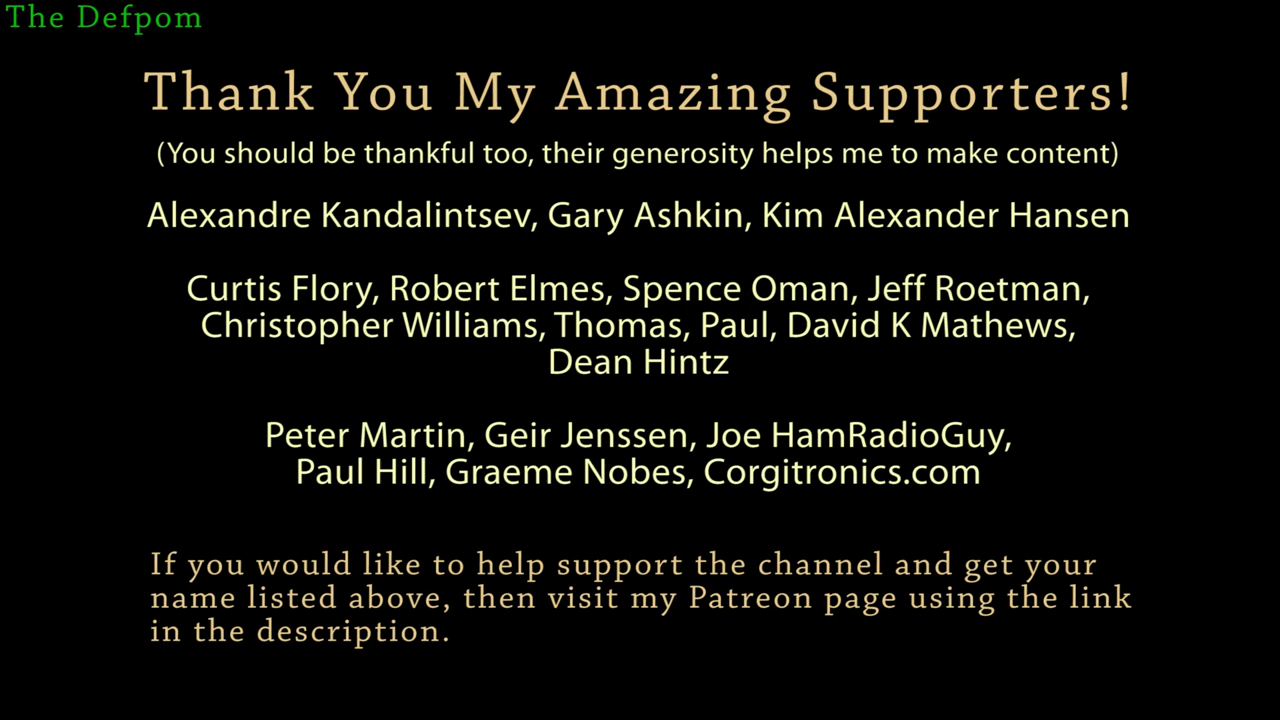 The Defpom
Thank You My Amazing Supporters!
(You should be thankful too, their generosity helps me to make content)
Alexandre Kandalintsev, Gary Ashkin, Kim Alexander Hansen
Curtis Flory, Robert Elmes, Spence Oman, Jeff Roetman,
Christopher Williams, Thomas, Paul, David K Mathews,
Dean Hintz
Peter Martin, Geir Jenssen, Joe HamRadioGuy,
Paul Hill, Graeme Nobes, Corgitronics.com
If you would like to help support the channel and get your
name listed above, then visit my Patreon page using the link
in the description.